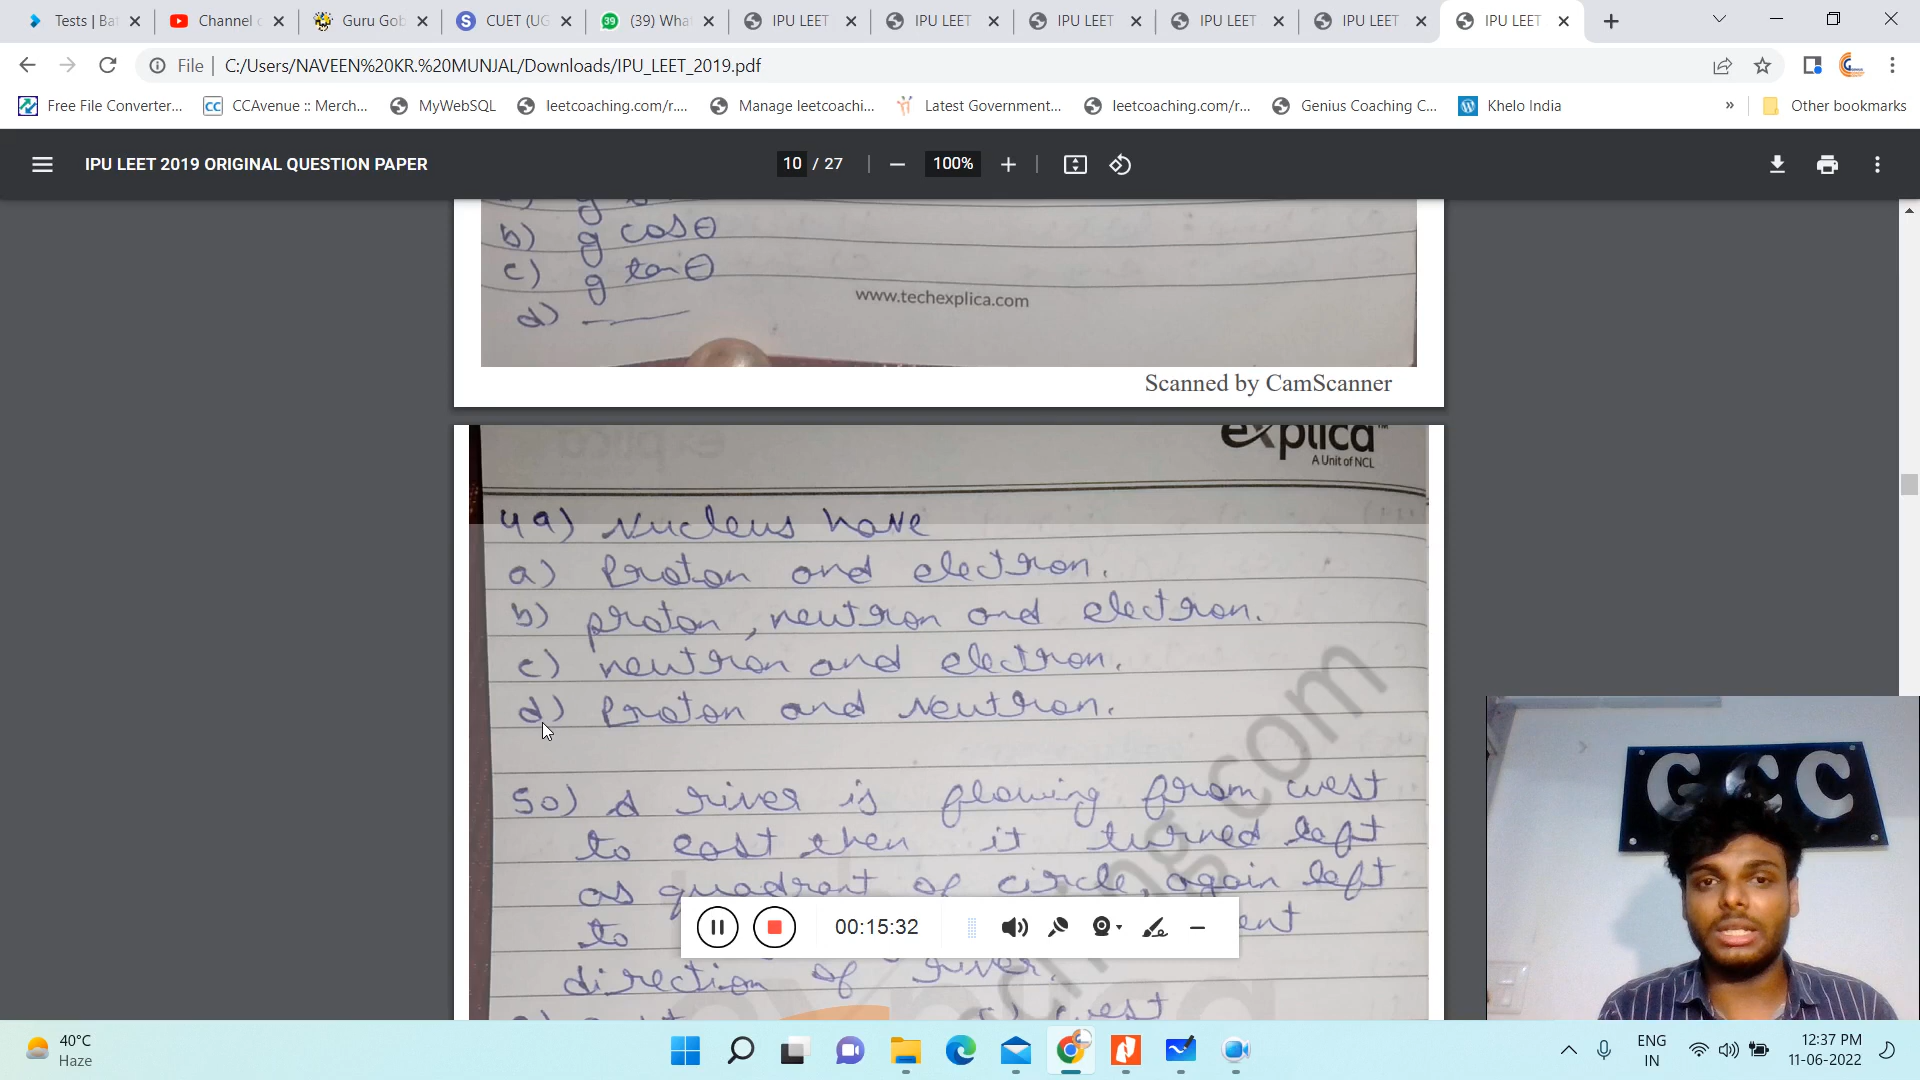 Tests | Ba
Channel
Guru Gob
CUET (UG
(39) Wha
IPU LEET
IPU LEET
IPU LEET
IPU LEET
IPU LEET
IPU LEET
File | C:/Users/NAVEEN%20KR.%20MUNJAL/Downloads/IPU_LEET_2019.pdf
Free File Converter...
CCAvenue :: Merch...
MyWebSQL
leetcoaching.com/r....
Manage leetcoachi...
Latest Government...
leetcoaching.com/r...
Genius Coaching C...
Khelo India
»
Other bookmarks
IPU LEET 2019 ORIGINAL QUESTION PAPER
10 / 27
100%
b) g cosθ
c) g tanθ
d) ——
www.techexplica.com
Scanned by CamScanner
explica™
A Unit of NCL
49) Nucleus have
a) Proton and electron.
b) proton, neutron and electron.
c) neutron and electron.
d) Proton and Neutron.
50) A river is flowing from west
to east then it turned left
as quadrant of circle, again left
to
direction of river.
west
00:15:32
GCC
40°C
Haze
ENG
IN
12:37 PM
11-06-2022